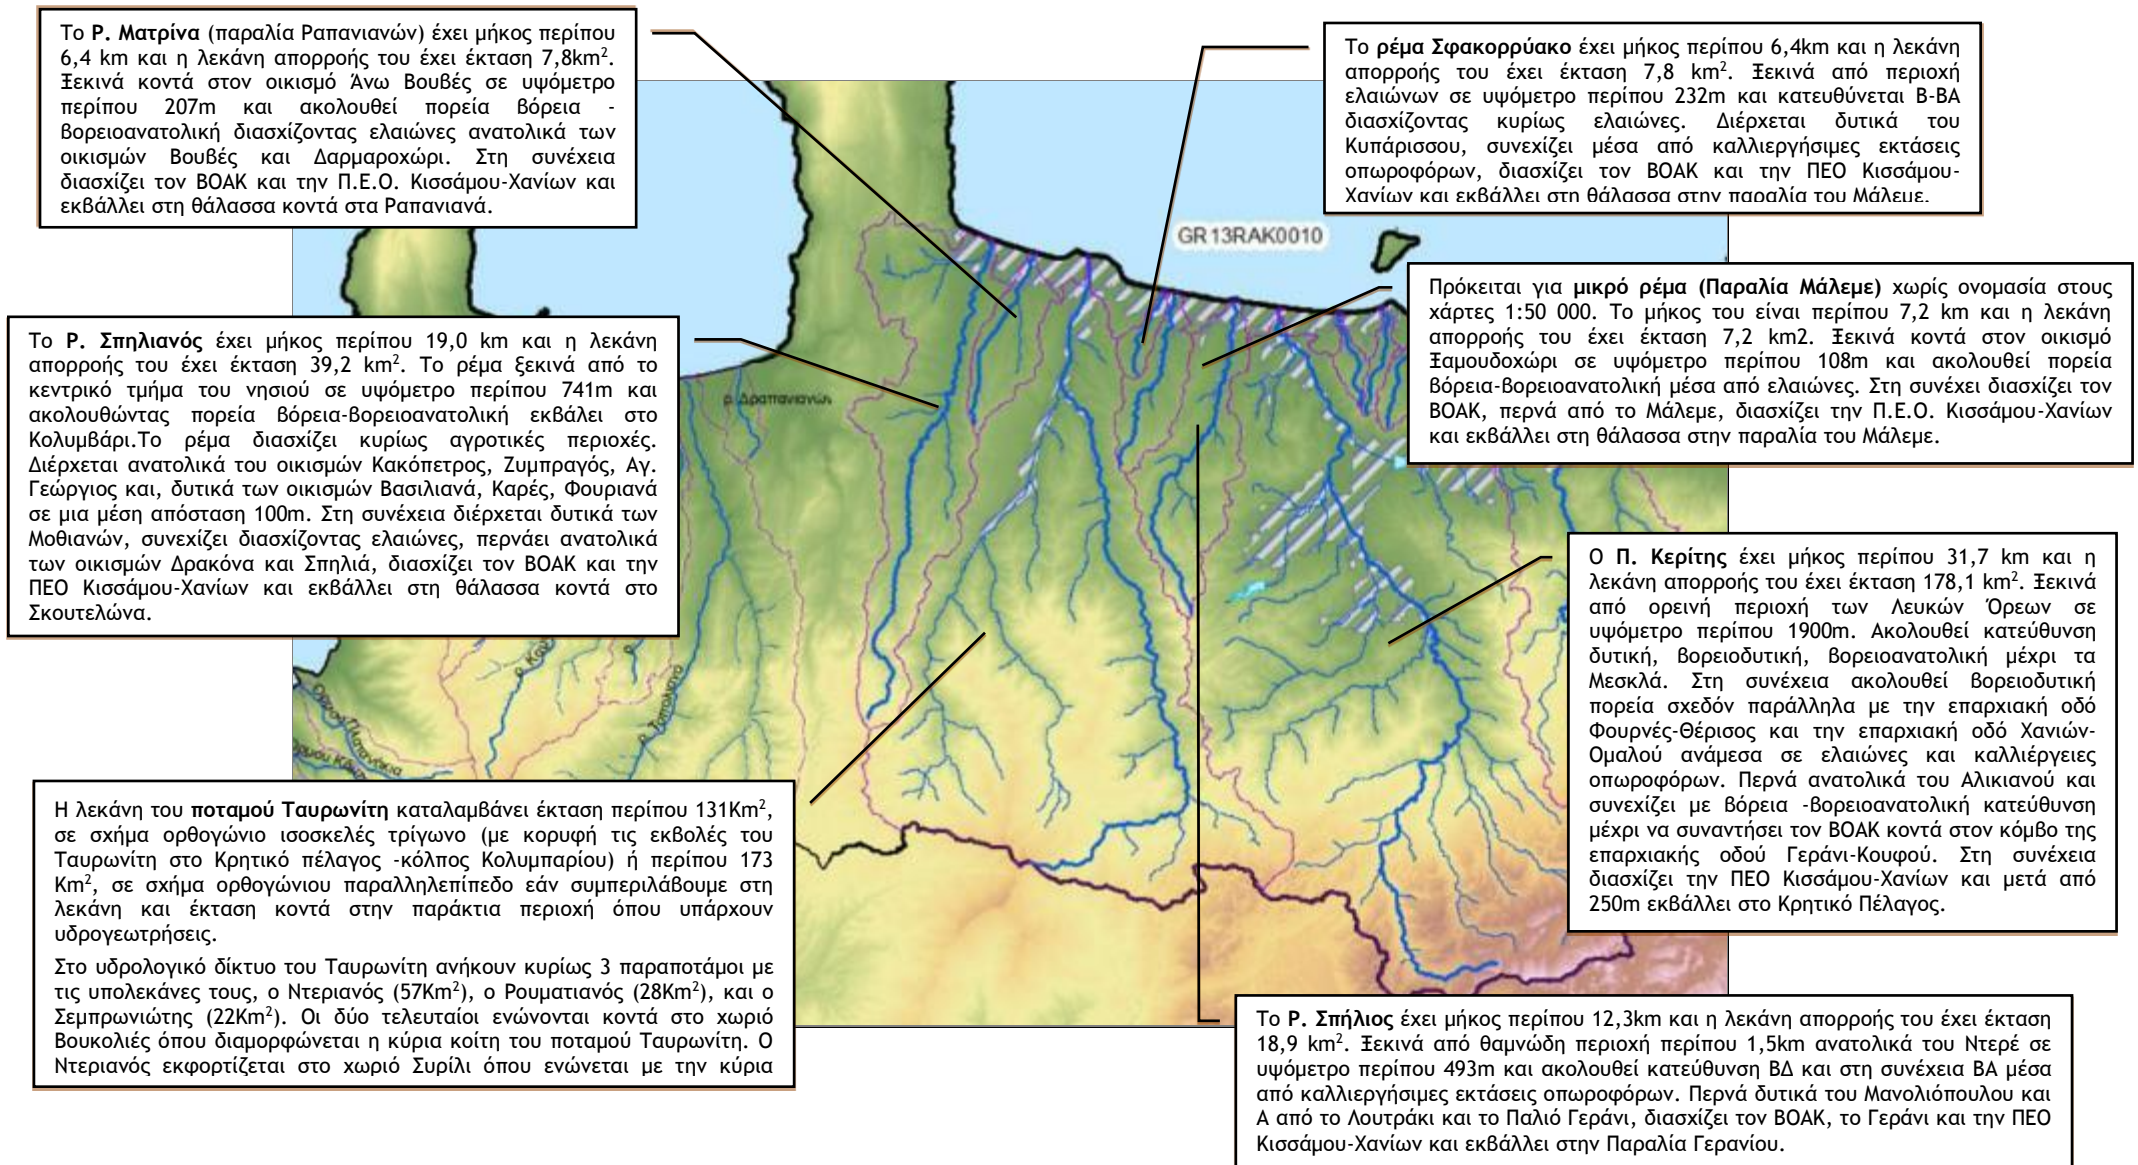 Το Ρ. Ματρίνα (παραλία Ραπανιανών) έχει μήκος περίπου
6,4 km και η λεκάνη απορροής του έχει έκταση 7,8km².
Ξεκινά κοντά στον οικισμό Άνω Βουβές σε υψόμετρο
περίπου 207m και ακολουθεί πορεία βόρεια -
βορειοανατολική διασχίζοντας ελαιώνες ανατολικά των
οικισμών Βουβές και Δαρμαροχώρι. Στη συνέχεια
διασχίζει τον ΒΟΑΚ και την Π.Ε.Ο. Κισσάμου-Χανίων και
εκβάλλει στη θάλασσα κοντά στα Ραπανιανά.
Το ρέμα Σφακορρύακο έχει μήκος περίπου 6,4km και η λεκάνη
απορροής του έχει έκταση 7,8 km². Ξεκινά από περιοχή
ελαιώνων σε υψόμετρο περίπου 232m και κατευθύνεται Β-ΒΑ
διασχίζοντας κυρίως ελαιώνες. Διέρχεται δυτικά του
Κυπάρισσου, συνεχίζει μέσα από καλλιεργήσιμες εκτάσεις
οπωροφόρων, διασχίζει τον ΒΟΑΚ και την ΠΕΟ Κισσάμου-
Χανίων και εκβάλλει στη θάλασσα στην παραλία του Μάλεμε.
GR13RAK0010
Πρόκειται για μικρό ρέμα (Παραλία Μάλεμε) χωρίς ονομασία στους
χάρτες 1:50 000. Το μήκος του είναι περίπου 7,2 km και η λεκάνη
απορροής του έχει έκταση 7,2 km2. Ξεκινά κοντά στον οικισμό
Ξαμουδοχώρι σε υψόμετρο περίπου 108m και ακολουθεί πορεία
βόρεια-βορειοανατολική μέσα από ελαιώνες. Στη συνέχει διασχίζει τον
ΒΟΑΚ, περνά από το Μάλεμε, διασχίζει την Π.Ε.Ο. Κισσάμου-Χανίων
και εκβάλλει στη θάλασσα στην παραλία του Μάλεμε.
Το Ρ. Σπηλιανός έχει μήκος περίπου 19,0 km και η λεκάνη
απορροής του έχει έκταση 39,2 km². Το ρέμα ξεκινά από το
κεντρικό τμήμα του νησιού σε υψόμετρο περίπου 741m και
ακολουθώντας πορεία βόρεια-βορειοανατολική εκβάλει στο
Κολυμβάρι.Το ρέμα διασχίζει κυρίως αγροτικές περιοχές.
Διέρχεται ανατολικά του οικισμών Κακόπετρος, Ζυμπραγός, Αγ.
Γεώργιος και, δυτικά των οικισμών Βασιλιανά, Καρές, Φουριανά
σε μια μέση απόσταση 100m. Στη συνέχεια διέρχεται δυτικά των
Μοθιανών, συνεχίζει διασχίζοντας ελαιώνες, περνάει ανατολικά
των οικισμών Δρακόνα και Σπηλιά, διασχίζει τον ΒΟΑΚ και την
ΠΕΟ Κισσάμου-Χανίων και εκβάλλει στη θάλασσα κοντά στο
Σκουτελώνα.
ρ. Δραπανιανών
Ο Π. Κερίτης έχει μήκος περίπου 31,7 km και η
λεκάνη απορροής του έχει έκταση 178,1 km². Ξεκινά
από ορεινή περιοχή των Λευκών Όρεων σε
υψόμετρο περίπου 1900m. Ακολουθεί κατεύθυνση
δυτική, βορειοδυτική, βορειοανατολική μέχρι τα
Μεσκλά. Στη συνέχεια ακολουθεί βορειοδυτική
πορεία σχεδόν παράλληλα με την επαρχιακή οδό
Φουρνές-Θέρισος και την επαρχιακή οδό Χανιών-
Ομαλού ανάμεσα σε ελαιώνες και καλλιέργειες
οπωροφόρων. Περνά ανατολικά του Αλικιανού και
συνεχίζει με βόρεια -βορειοανατολική κατεύθυνση
μέχρι να συναντήσει τον ΒΟΑΚ κοντά στον κόμβο της
επαρχιακής οδού Γεράνι-Κουφού. Στη συνέχεια
διασχίζει την ΠΕΟ Κισσάμου-Χανίων και μετά από
250m εκβάλλει στο Κρητικό Πέλαγος.
Η λεκάνη του ποταμού Ταυρωνίτη καταλαμβάνει έκταση περίπου 131Km²,
σε σχήμα ορθογώνιο ισοσκελές τρίγωνο (με κορυφή τις εκβολές του
Ταυρωνίτη στο Κρητικό πέλαγος -κόλπος Κολυμπαρίου) ή περίπου 173
Km², σε σχήμα ορθογώνιου παραλληλεπίπεδο εάν συμπεριλάβουμε στη
λεκάνη και έκταση κοντά στην παράκτια περιοχή όπου υπάρχουν
υδρογεωτρήσεις.
Στο υδρολογικό δίκτυο του Ταυρωνίτη ανήκουν κυρίως 3 παραποτάμοι με
τις υπολεκάνες τους, ο Ντεριανός (57Km²), ο Ρουματιανός (28Km²), και ο
Σεμπρωνιώτης (22Km²). Οι δύο τελευταίοι ενώνονται κοντά στο χωριό
Βουκολιές όπου διαμορφώνεται η κύρια κοίτη του ποταμού Ταυρωνίτη. Ο
Ντεριανός εκφορτίζεται στο χωριό Συρίλι όπου ενώνεται με την κύρια
Το Ρ. Σπήλιος έχει μήκος περίπου 12,3km και η λεκάνη απορροής του έχει έκταση
18,9 km². Ξεκινά από θαμνώδη περιοχή περίπου 1,5km ανατολικά του Ντερέ σε
υψόμετρο περίπου 493m και ακολουθεί κατεύθυνση ΒΔ και στη συνέχεια ΒΑ μέσα
από καλλιεργήσιμες εκτάσεις οπωροφόρων. Περνά δυτικά του Μανολιόπουλου και
Α από το Λουτράκι και το Παλιό Γεράνι, διασχίζει τον ΒΟΑΚ, το Γεράνι και την ΠΕΟ
Κισσάμου-Χανίων και εκβάλλει στην Παραλία Γερανίου.